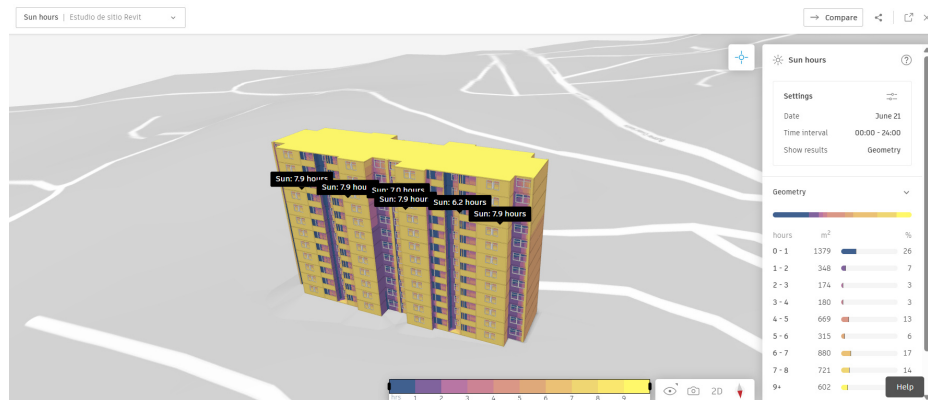 Sun hours | Estudio de sitio Revit
Compare
Sun hours
?
Settings
Date June 21
Time interval 00:00 - 24:00
Show results Geometry
Geometry
hours m² %
0 - 1 1379 26
1 - 2 348 7
2 - 3 174 3
3 - 4 180 3
4 - 5 669 13
5 - 6 315 6
6 - 7 880 17
7 - 8 721 14
9+ 602
Help
Sun: 7.9 hours
Sun: 7.9 hou
Sun: 7.0 hours
Sun: 7.9 hour
Sun: 6.2 hours
Sun: 7.9 hours
hrs 1 2 3 4 5 6 7 8 9
2D